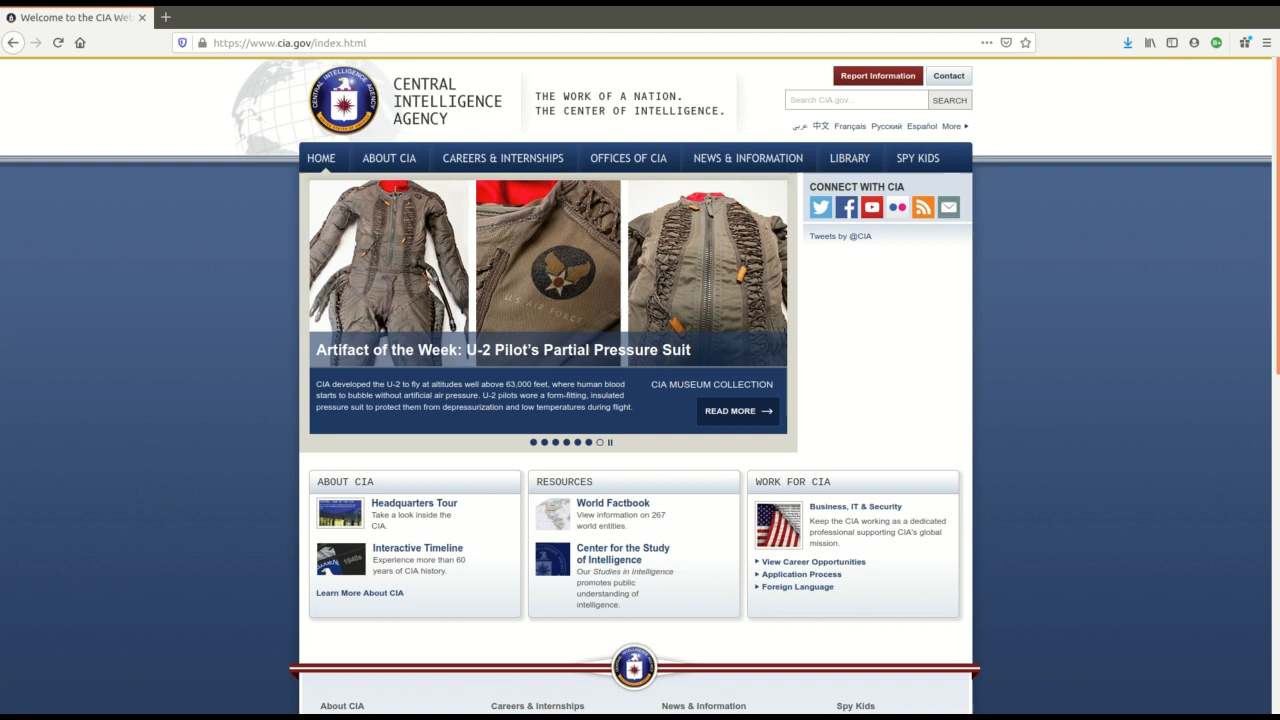 Welcome to the CIA Web
https://www.cia.gov/index.html
CENTRAL INTELLIGENCE AGENCY
UNITED STATES OF AMERICA
CENTRAL
INTELLIGENCE
AGENCY
THE WORK OF A NATION.
THE CENTER OF INTELLIGENCE.
Report Information
Contact
Search CIA.gov...
SEARCH
عربي 中文 Français Русский Español More
HOME ABOUT CIA CAREERS & INTERNSHIPS OFFICES OF CIA NEWS & INFORMATION LIBRARY SPY KIDS
U.S. AIR FORCE
Artifact of the Week: U-2 Pilot’s Partial Pressure Suit
CIA developed the U-2 to fly at altitudes well above 63,000 feet, where human blood
starts to bubble without artificial air pressure. U-2 pilots wore a form-fitting, insulated
pressure suit to protect them from depressurization and low temperatures during flight.
CIA MUSEUM COLLECTION
READ MORE
CONNECT WITH CIA
Tweets by @CIA
ABOUT CIA
Headquarters Tour
Take a look inside the
CIA.
1940s
Interactive Timeline
Experience more than 60
years of CIA history.
Learn More About CIA
RESOURCES
World Factbook
View information on 267
world entities.
Center for the Study
of Intelligence
Our Studies in Intelligence
promotes public
understanding of
intelligence.
WORK FOR CIA
Business, IT & Security
Keep the CIA working as a dedicated
professional supporting CIA's global
mission.
View Career Opportunities
Application Process
Foreign Language
About CIA Careers & Internships News & Information Spy Kids